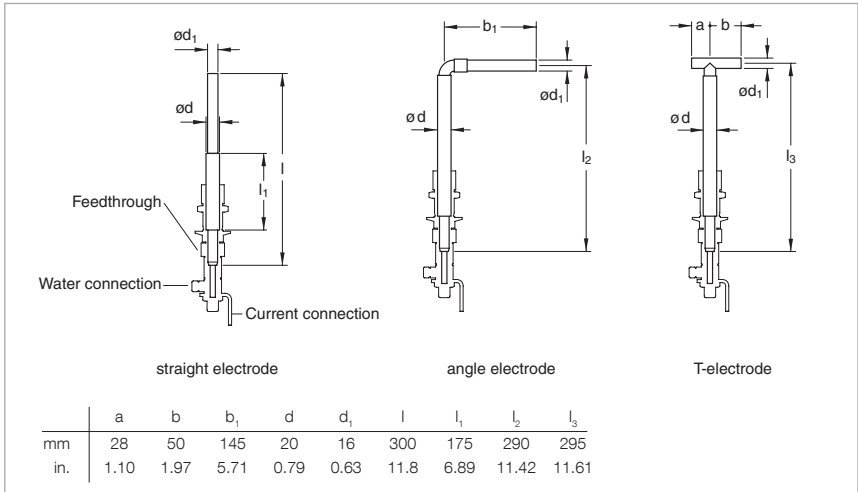 ød₁
ød
l
l₁
Feedthrough
Water connection
Current connection
straight electrode
b₁
ød₁
ø d
l₂
angle electrode
a b
ød₁
ø d
l₃
T-electrode
a b b₁ d d₁ l l₁ l₂ l₃
mm 28 50 145 20 16 300 175 290 295
in. 1.10 1.97 5.71 0.79 0.63 11.8 6.89 11.42 11.61